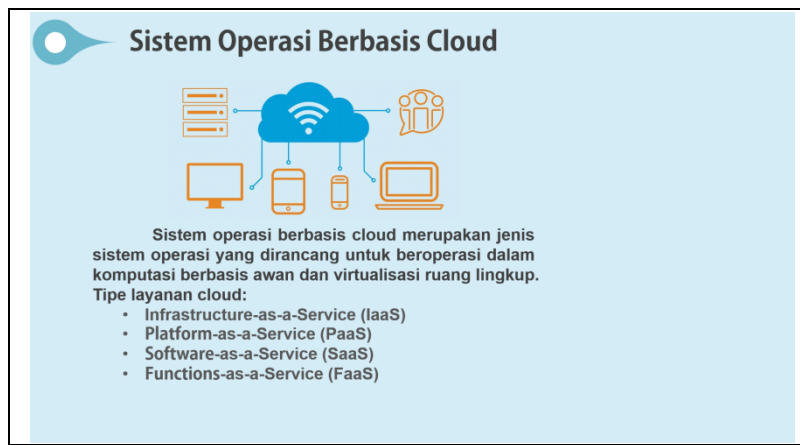 Sistem Operasi Berbasis Cloud
Sistem operasi berbasis cloud merupakan jenis
sistem operasi yang dirancang untuk beroperasi dalam
komputasi berbasis awan dan virtualisasi ruang lingkup.
Tipe layanan cloud:
• Infrastructure-as-a-Service (IaaS)
• Platform-as-a-Service (PaaS)
• Software-as-a-Service (SaaS)
• Functions-as-a-Service (FaaS)